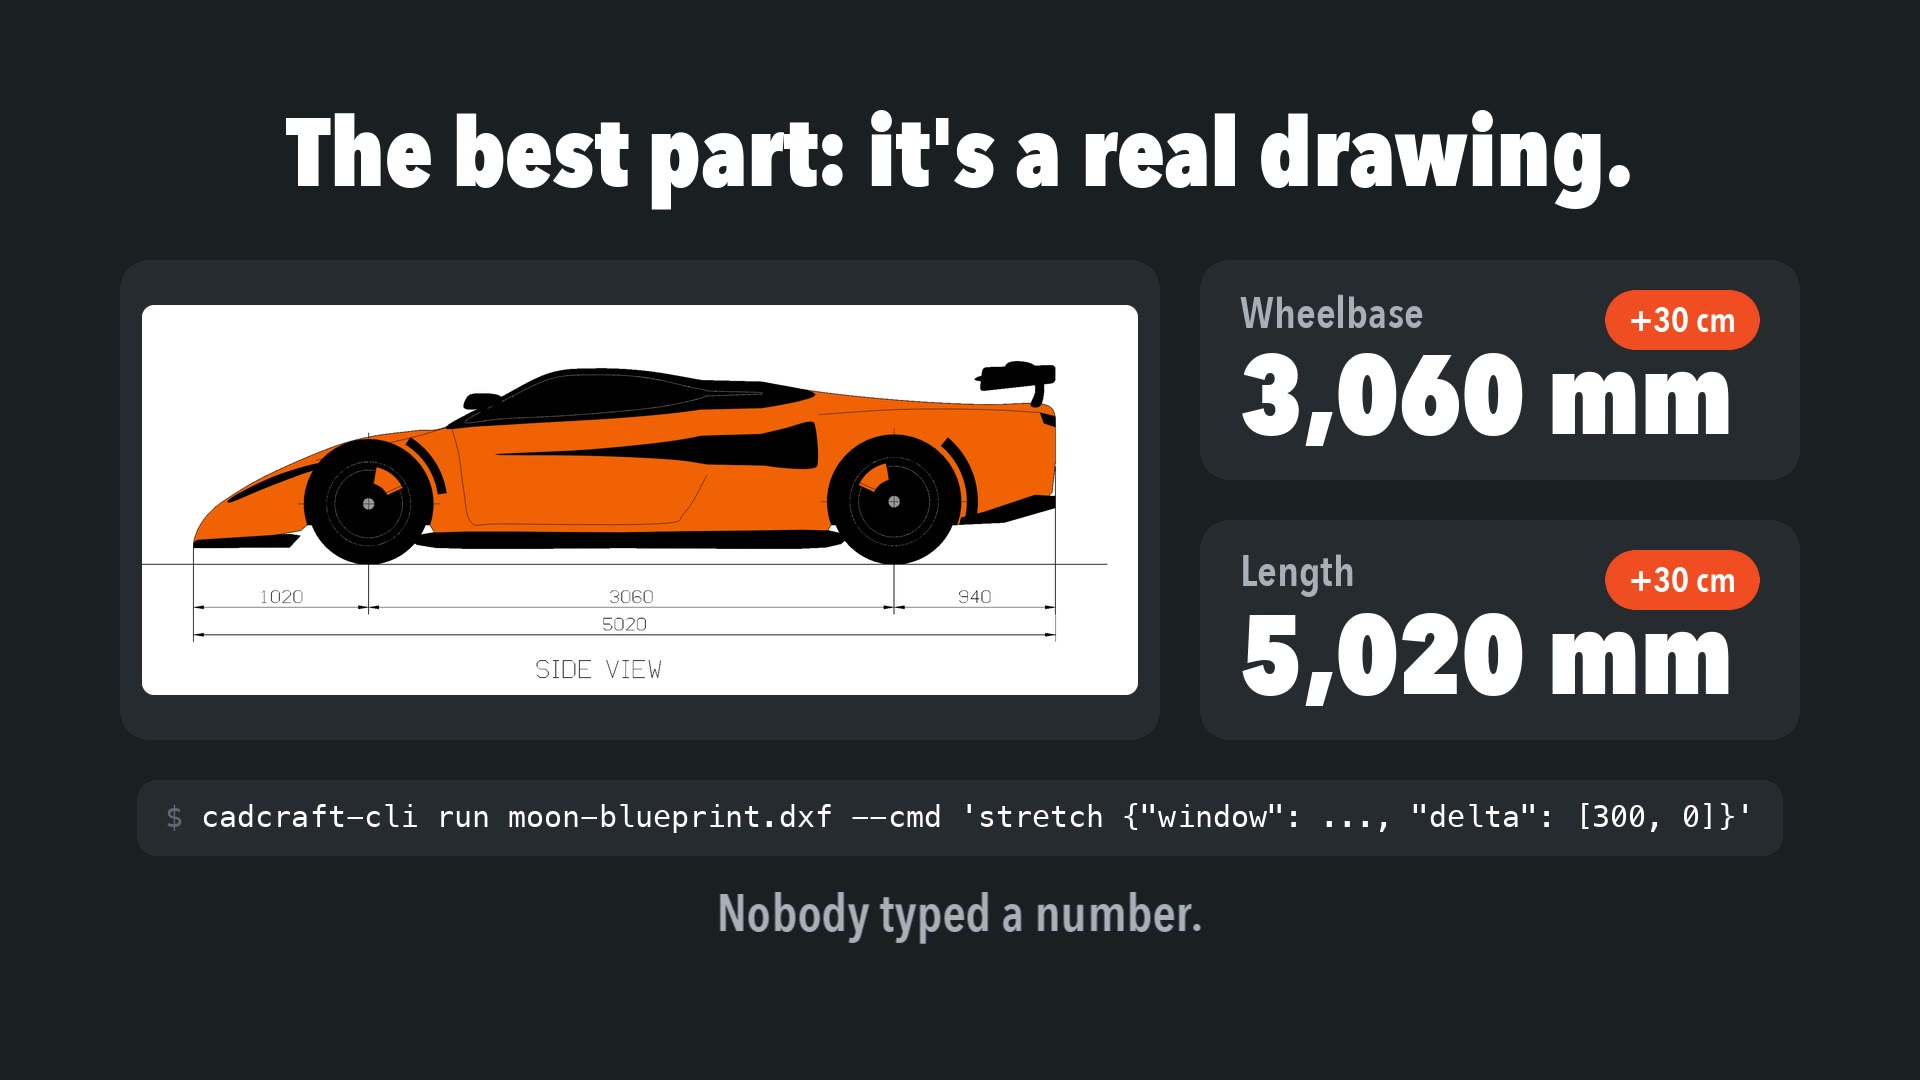 The best part: it's a real drawing.
1020
3060
940
5020
SIDE VIEW
Wheelbase
+30 cm
3,060 mm
Length
+30 cm
5,020 mm
$ cadcraft-cli run moon-blueprint.dxf --cmd 'stretch {"window": ..., "delta": [300, 0]}'
Nobody typed a number.